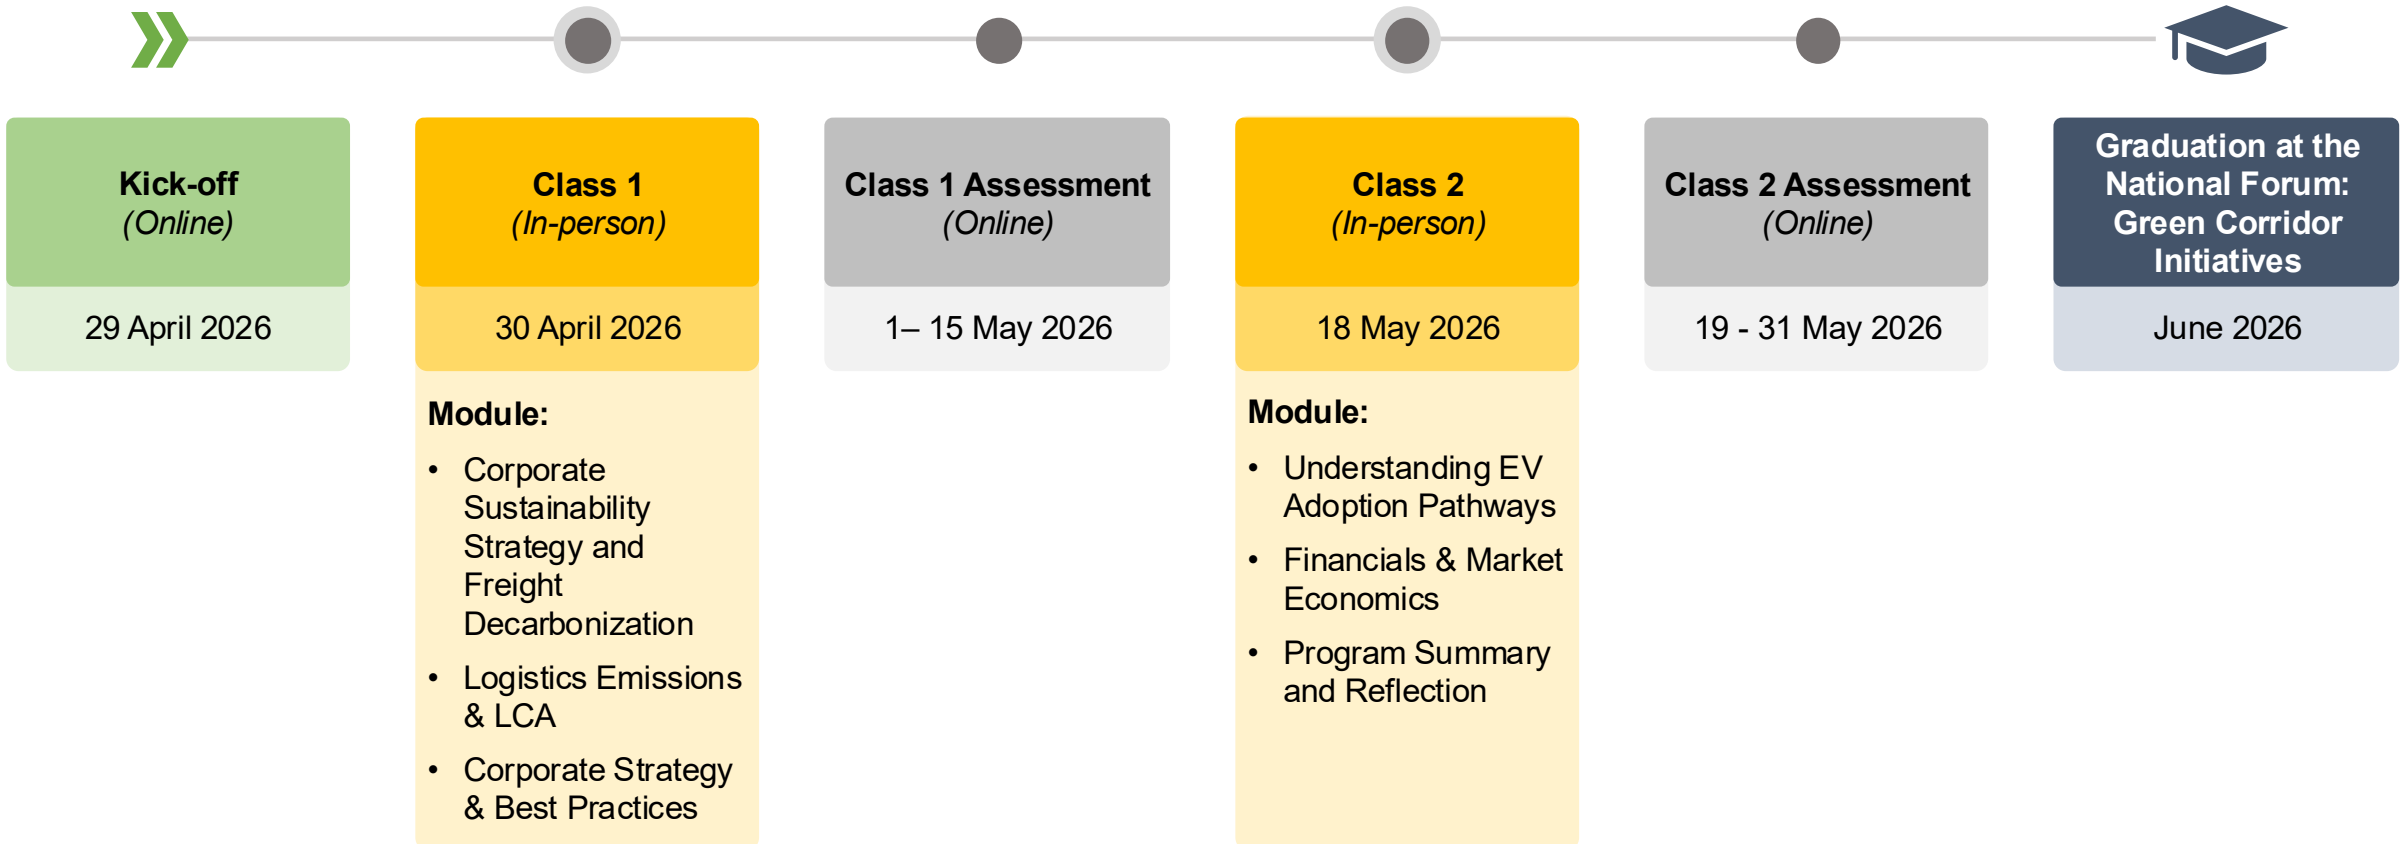 Kick-off
(Online)
29 April 2026
Class 1
(In-person)
30 April 2026
Module:
• Corporate
Sustainability
Strategy and
Freight
Decarbonization
• Logistics Emissions
& LCA
• Corporate Strategy
& Best Practices
Class 1 Assessment
(Online)
1– 15 May 2026
Class 2
(In-person)
18 May 2026
Module:
• Understanding EV
Adoption Pathways
• Financials & Market
Economics
• Program Summary
and Reflection
Class 2 Assessment
(Online)
19 - 31 May 2026
Graduation at the
National Forum:
Green Corridor
Initiatives
June 2026